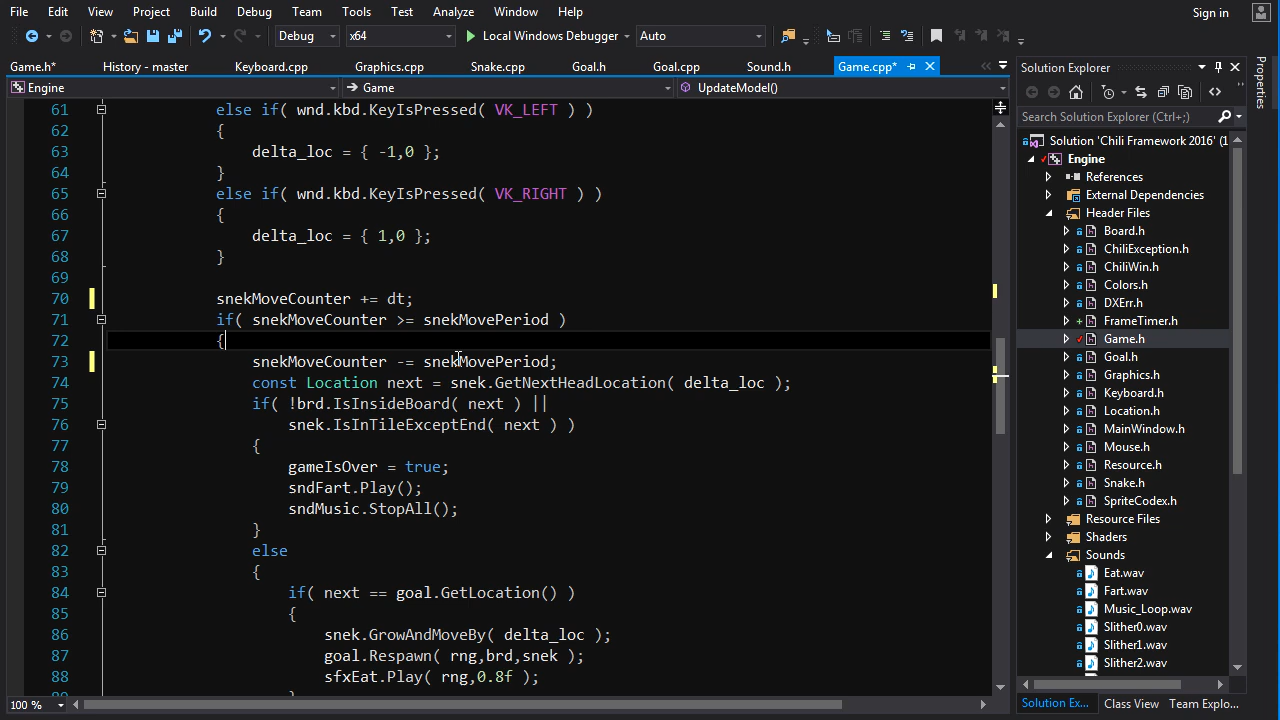 File Edit View Project Build Debug Team Tools Test Analyze Window Help Sign in
Debug x64 Local Windows Debugger Auto
Game.h* History - master Keyboard.cpp Graphics.cpp Snake.cpp Goal.h Goal.cpp Sound.h Game.cpp*
Engine Game UpdateModel()
61 else if( wnd.kbd.KeyIsPressed( VK_LEFT ) )
62 {
63 delta_loc = { -1,0 };
64 }
65 else if( wnd.kbd.KeyIsPressed( VK_RIGHT ) )
66 {
67 delta_loc = { 1,0 };
68 }
69
70 snekMoveCounter += dt;
71 if( snekMoveCounter >= snekMovePeriod )
72 {
73 snekMoveCounter -= snekMovePeriod;
74 const Location next = snek.GetNextHeadLocation( delta_loc );
75 if( !brd.IsInsideBoard( next ) ||
76 snek.IsInTileExceptEnd( next ) )
77 {
78 gameIsOver = true;
79 sndFart.Play();
80 sndMusic.StopAll();
81 }
82 else
83 {
84 if( next == goal.GetLocation() )
85 {
86 snek.GrowAndMoveBy( delta_loc );
87 goal.Respawn( rng,brd,snek );
88 sfxEat.Play( rng,0.8f );
100 %
Solution Explorer
Search Solution Explorer (Ctrl+;)
Solution 'Chili Framework 2016' (1
Engine
References
External Dependencies
Header Files
Board.h
ChiliException.h
ChiliWin.h
Colors.h
DXErr.h
FrameTimer.h
Game.h
Goal.h
Graphics.h
Keyboard.h
Location.h
MainWindow.h
Mouse.h
Resource.h
Snake.h
SpriteCodex.h
Resource Files
Shaders
Sounds
Eat.wav
Fart.wav
Music_Loop.wav
Slither0.wav
Slither1.wav
Slither2.wav
Solution Ex... Class View Team Explo...
Properties